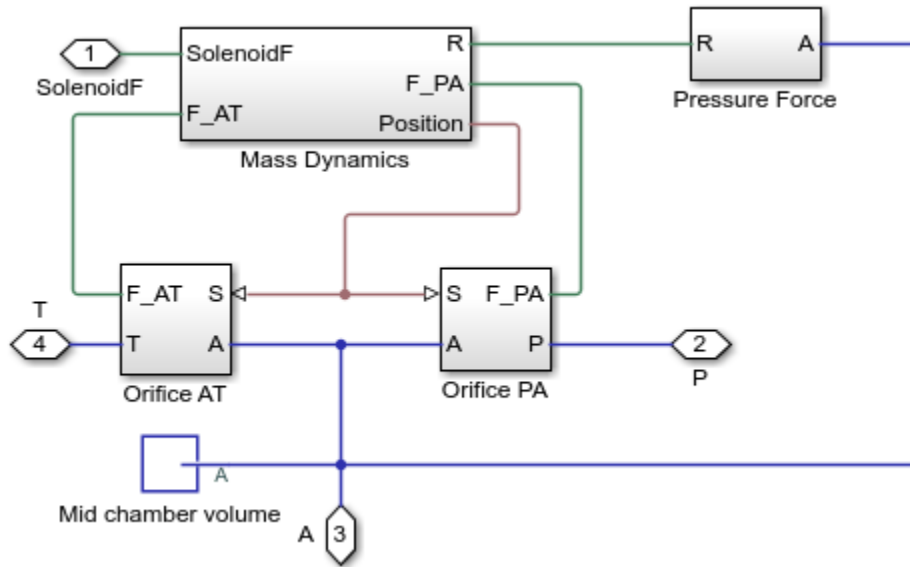 1
SolenoidF
SolenoidF
R
F_PA
F_AT
Position
Mass Dynamics
R
A
Pressure Force
F_AT
S
S
F_PA
T
4
T
A
A
P
2
P
Orifice AT
Orifice PA
A
Mid chamber volume
A
3